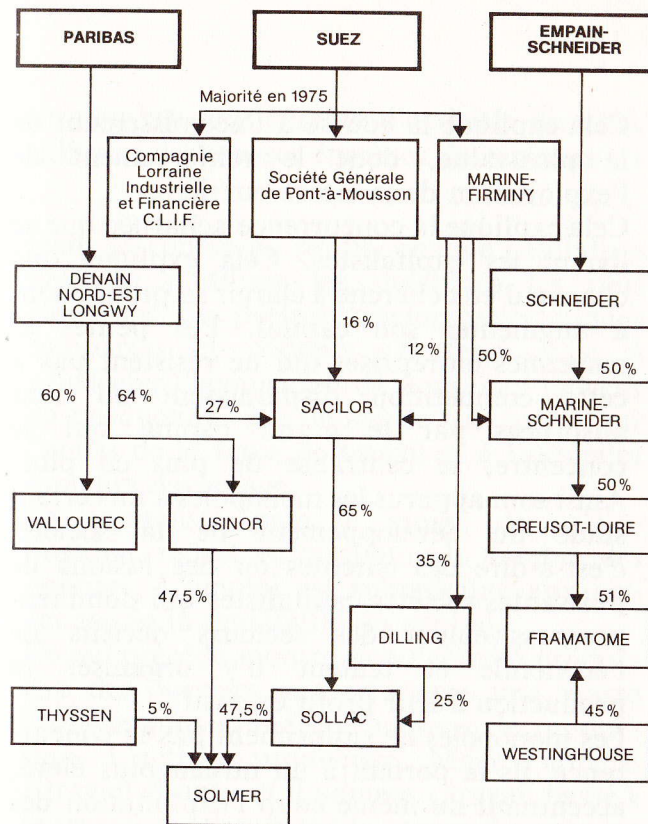 PARIBAS
SUEZ
EMPAIN-
SCHNEIDER
Majorité en 1975
Compagnie
Lorraine
Industrielle
et Financière
C.L.I.F.
Société Générale
de Pont-à-Mousson
MARINE-
FIRMINY
DENAIN
NORD-EST
LONGWY
SCHNEIDER
16 %
12 %
50 %
50 %
60 %
64 %
27 %
SACILOR
MARINE-
SCHNEIDER
50 %
VALLOUREC
USINOR
65 %
CREUSOT-LOIRE
47,5 %
35 %
51 %
DILLING
FRAMATOME
THYSSEN
5 %
47,5 %
SOLLAC
25 %
45 %
WESTINGHOUSE
SOLMER